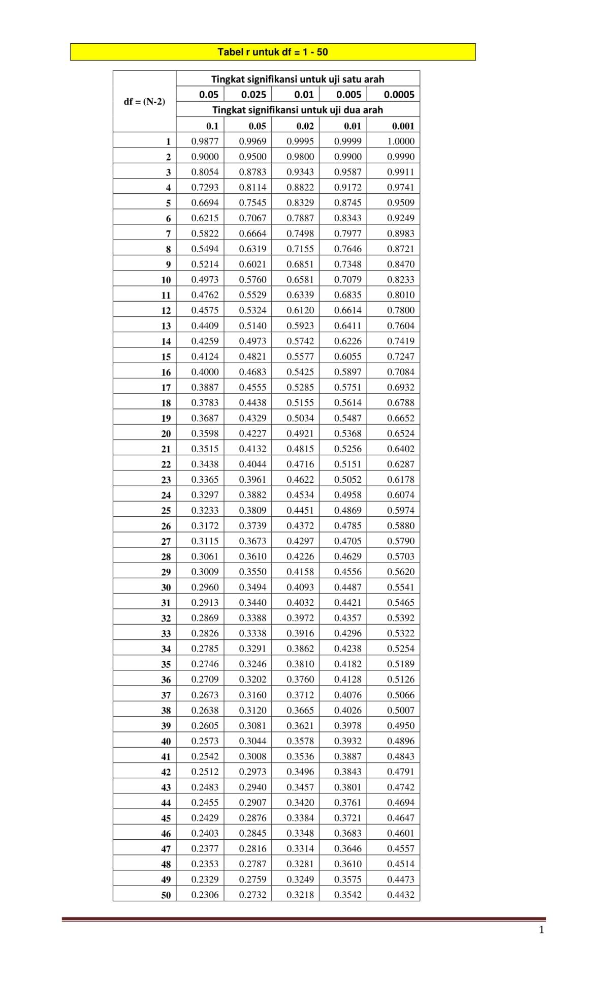 Tabel r untuk df = 1 - 50
df = (N-2)
Tingkat signifikansi untuk uji satu arah
0.05 0.025 0.01 0.005 0.0005
Tingkat signifikansi untuk uji dua arah
0.1 0.05 0.02 0.01 0.001
1 0.9877 0.9969 0.9995 0.9999 1.0000
2 0.9000 0.9500 0.9800 0.9900 0.9990
3 0.8054 0.8783 0.9343 0.9587 0.9911
4 0.7293 0.8114 0.8822 0.9172 0.9741
5 0.6694 0.7545 0.8329 0.8745 0.9509
6 0.6215 0.7067 0.7887 0.8343 0.9249
7 0.5822 0.6664 0.7498 0.7977 0.8983
8 0.5494 0.6319 0.7155 0.7646 0.8721
9 0.5214 0.6021 0.6851 0.7348 0.8470
10 0.4973 0.5760 0.6581 0.7079 0.8233
11 0.4762 0.5529 0.6339 0.6835 0.8010
12 0.4575 0.5324 0.6120 0.6614 0.7800
13 0.4409 0.5140 0.5923 0.6411 0.7604
14 0.4259 0.4973 0.5742 0.6226 0.7419
15 0.4124 0.4821 0.5577 0.6055 0.7247
16 0.4000 0.4683 0.5425 0.5897 0.7084
17 0.3887 0.4555 0.5285 0.5751 0.6932
18 0.3783 0.4438 0.5155 0.5614 0.6788
19 0.3687 0.4329 0.5034 0.5487 0.6652
20 0.3598 0.4227 0.4921 0.5368 0.6524
21 0.3515 0.4132 0.4815 0.5256 0.6402
22 0.3438 0.4044 0.4716 0.5151 0.6287
23 0.3365 0.3961 0.4622 0.5052 0.6178
24 0.3297 0.3882 0.4534 0.4958 0.6074
25 0.3233 0.3809 0.4451 0.4869 0.5974
26 0.3172 0.3739 0.4372 0.4785 0.5880
27 0.3115 0.3673 0.4297 0.4705 0.5790
28 0.3061 0.3610 0.4226 0.4629 0.5703
29 0.3009 0.3550 0.4158 0.4556 0.5620
30 0.2960 0.3494 0.4093 0.4487 0.5541
31 0.2913 0.3440 0.4032 0.4421 0.5465
32 0.2869 0.3388 0.3972 0.4357 0.5392
33 0.2826 0.3338 0.3916 0.4296 0.5322
34 0.2785 0.3291 0.3862 0.4238 0.5254
35 0.2746 0.3246 0.3810 0.4182 0.5189
36 0.2709 0.3202 0.3760 0.4128 0.5126
37 0.2673 0.3160 0.3712 0.4076 0.5066
38 0.2638 0.3120 0.3665 0.4026 0.5007
39 0.2605 0.3081 0.3621 0.3978 0.4950
40 0.2573 0.3044 0.3578 0.3932 0.4896
41 0.2542 0.3008 0.3536 0.3887 0.4843
42 0.2512 0.2973 0.3496 0.3843 0.4791
43 0.2483 0.2940 0.3457 0.3801 0.4742
44 0.2455 0.2907 0.3420 0.3761 0.4694
45 0.2429 0.2876 0.3384 0.3721 0.4647
46 0.2403 0.2845 0.3348 0.3683 0.4601
47 0.2377 0.2816 0.3314 0.3646 0.4557
48 0.2353 0.2787 0.3281 0.3610 0.4514
49 0.2329 0.2759 0.3249 0.3575 0.4473
50 0.2306 0.2732 0.3218 0.3542 0.4432
1